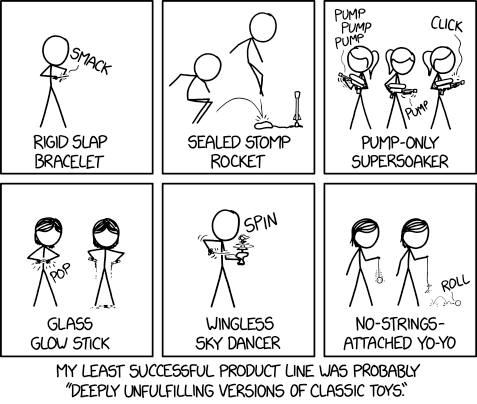 SMACK
RIGID SLAP
BRACELET
SEALED STOMP
ROCKET
PUMP
PUMP
PUMP
CLICK
PUMP
PUMP-ONLY
SUPERSOAKER
POP
GLASS
GLOW STICK
SPIN
WINGLESS
SKY DANCER
ROLL
NO-STRINGS-
ATTACHED YO-YO
MY LEAST SUCCESSFUL PRODUCT LINE WAS PROBABLY
"DEEPLY UNFULFILLING VERSIONS OF CLASSIC TOYS."